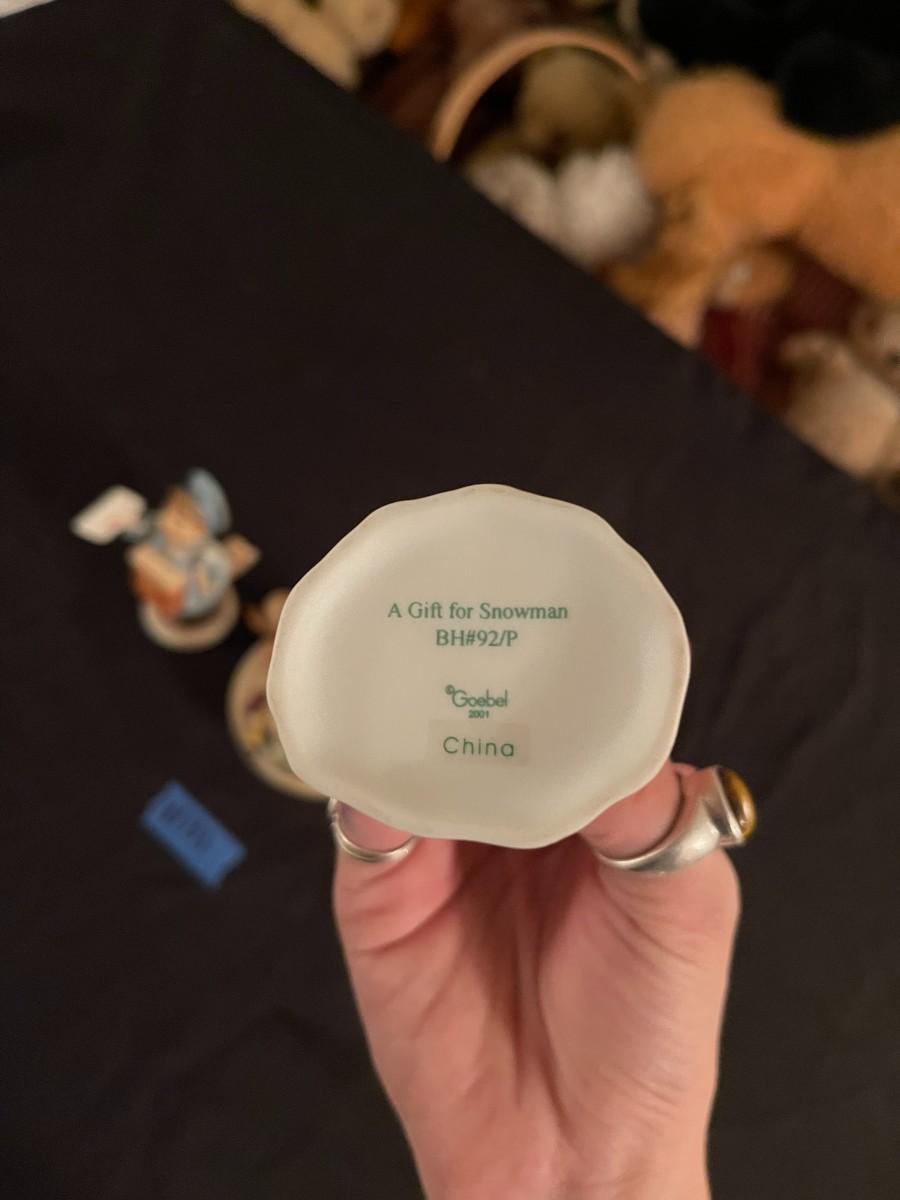 A Gift for Snowman
BH#92/P
©Goebel
2001
China